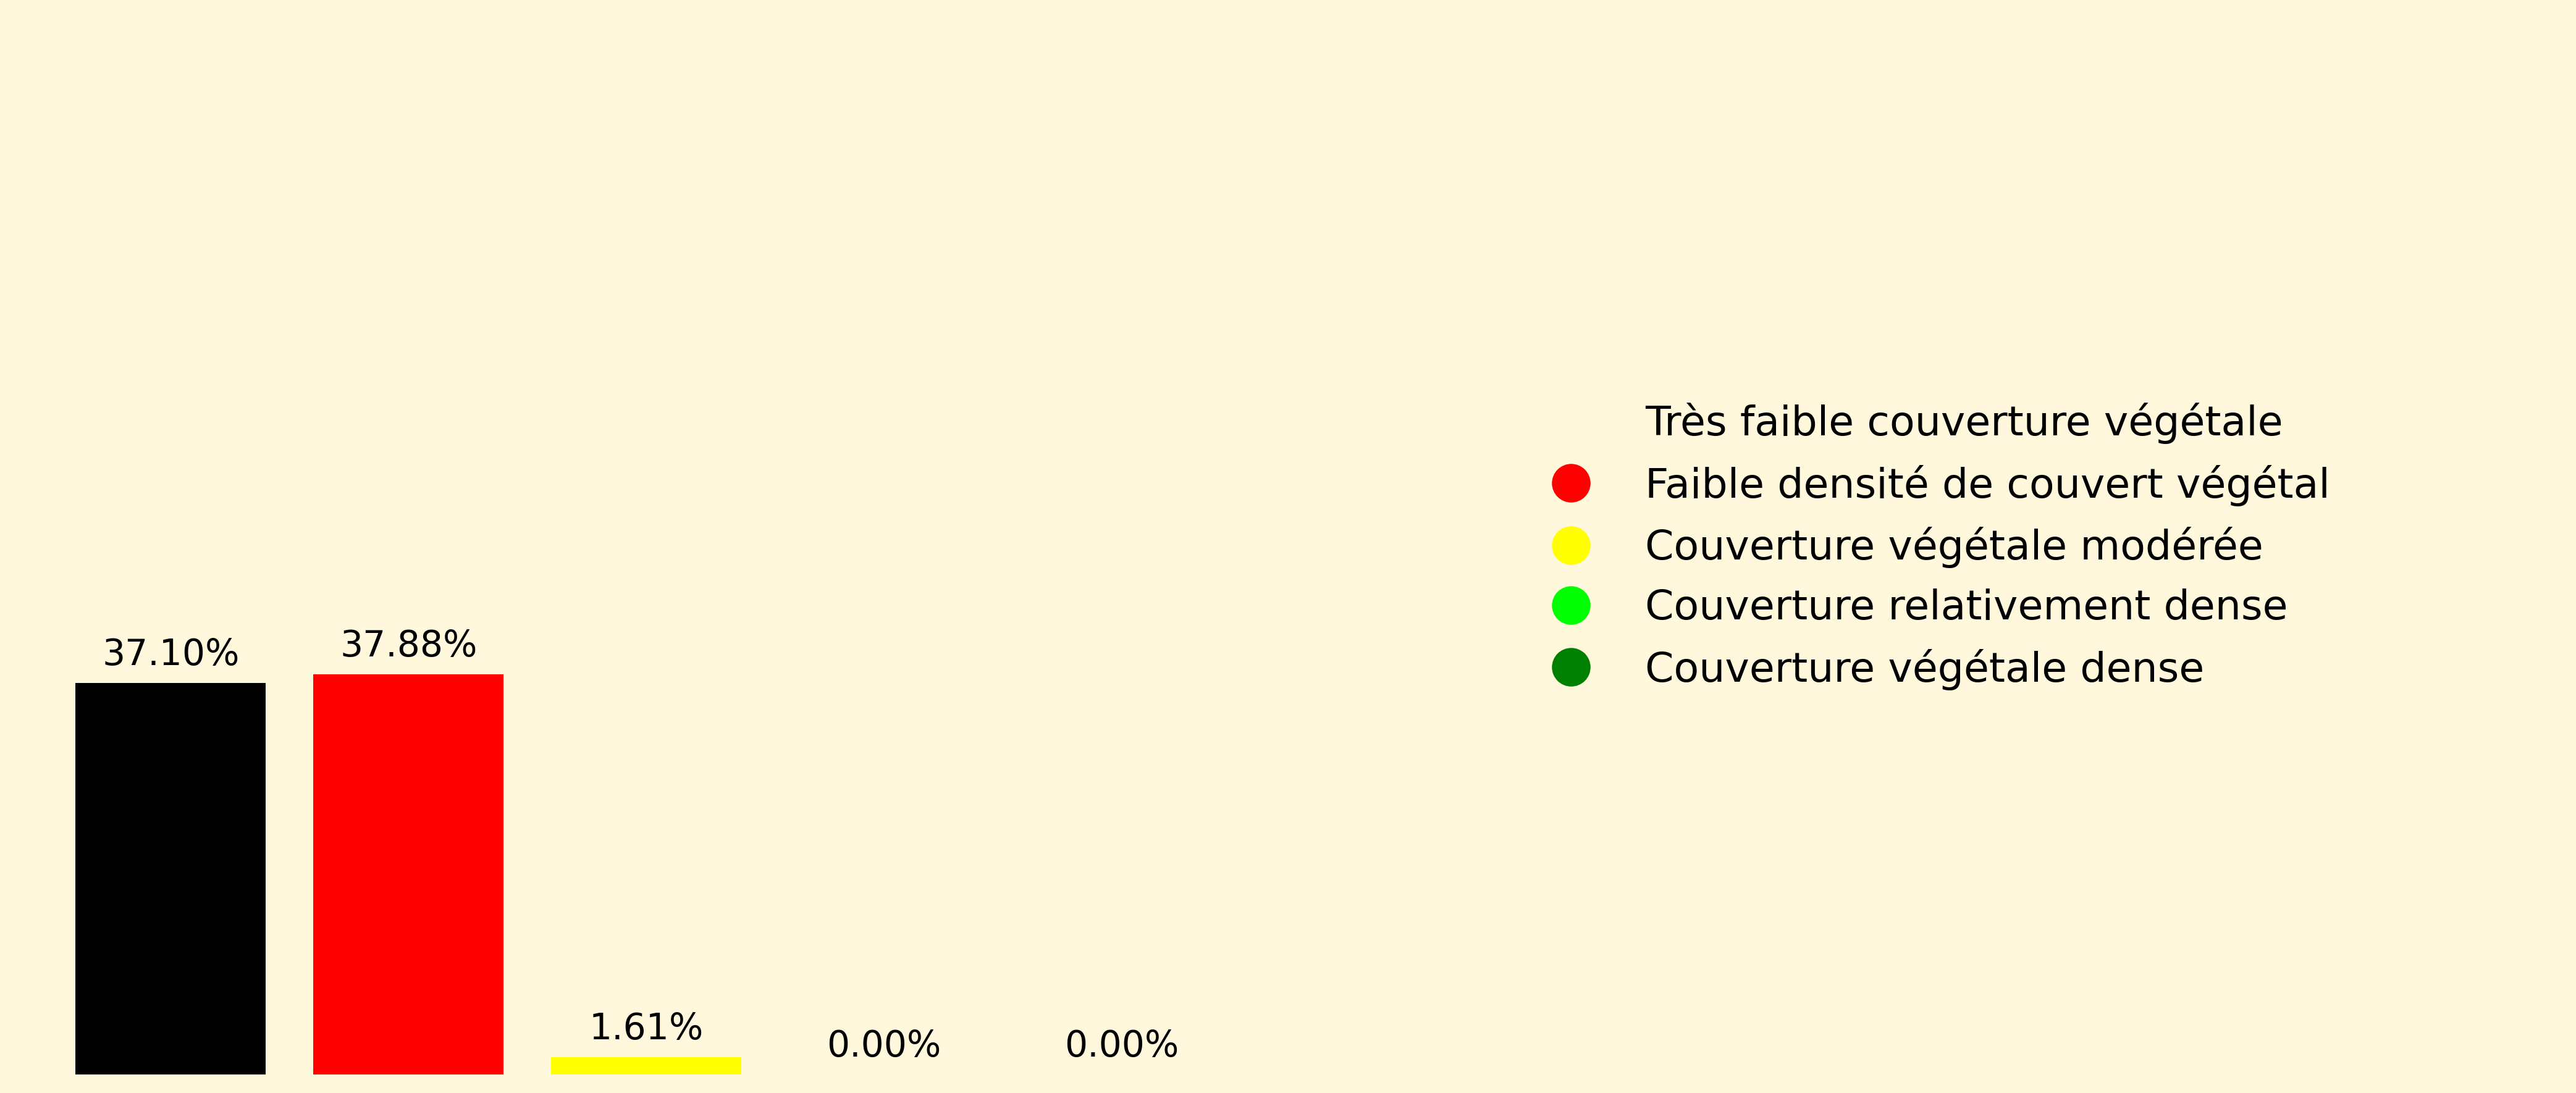 Très faible couverture végétale
Faible densité de couvert végétal
Couverture végétale modérée
Couverture relativement dense
Couverture végétale dense
37.10%
37.88%
1.61%
0.00%
0.00%